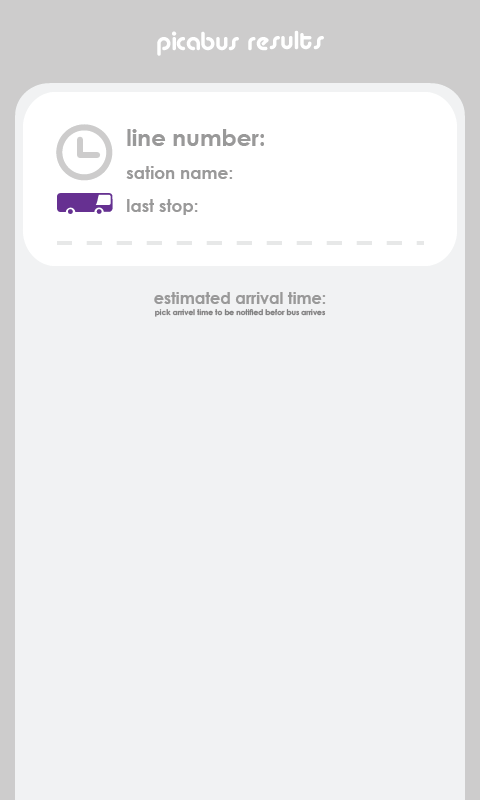 picabus results
line number:
sation name:
last stop:
estimated arrival time:
pick arrivel time to be notified befor bus arrives